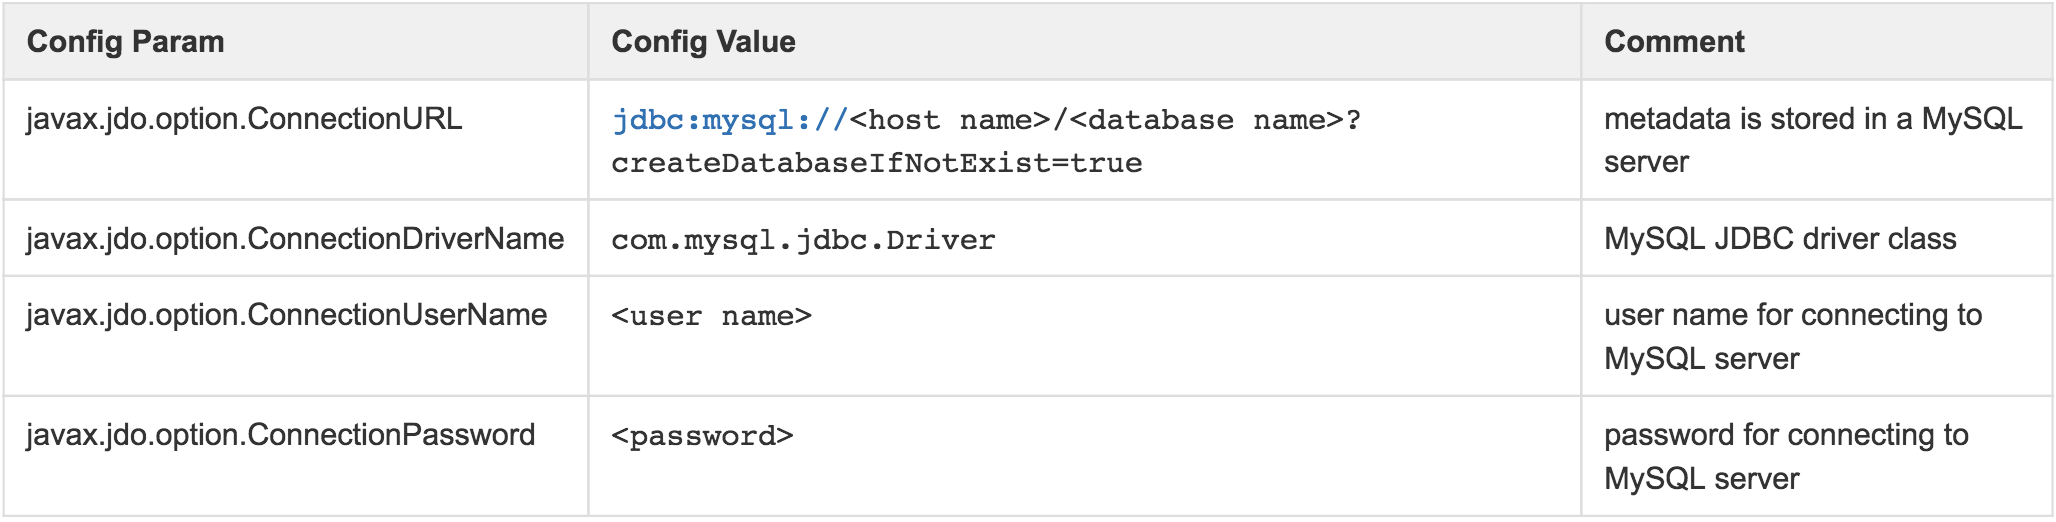 Config Param
Config Value
Comment
javax.jdo.option.ConnectionURL
jdbc:mysql://<host name>/<database name>?
createDatabaseIfNotExist=true
metadata is stored in a MySQL
server
javax.jdo.option.ConnectionDriverName
com.mysql.jdbc.Driver
MySQL JDBC driver class
javax.jdo.option.ConnectionUserName
<user name>
user name for connecting to
MySQL server
javax.jdo.option.ConnectionPassword
<password>
password for connecting to
MySQL server